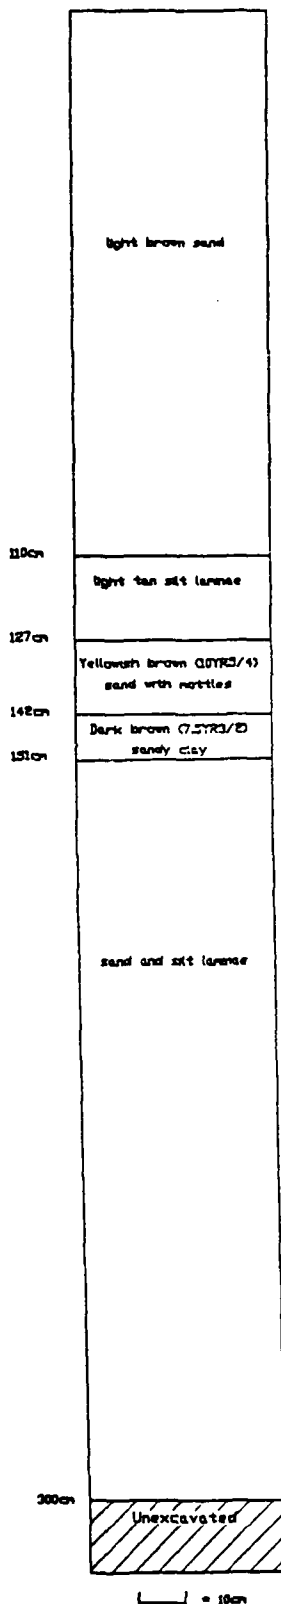 light brown sand
110cm
light tan silt laminae
127cm
Yellowish brown (10YR5/4)
sand with mottles
142cm
Dark brown (7.5YR3/2)
sandy clay
151cm
sand and silt laminae
300cm
Unexcavated
= 10cm